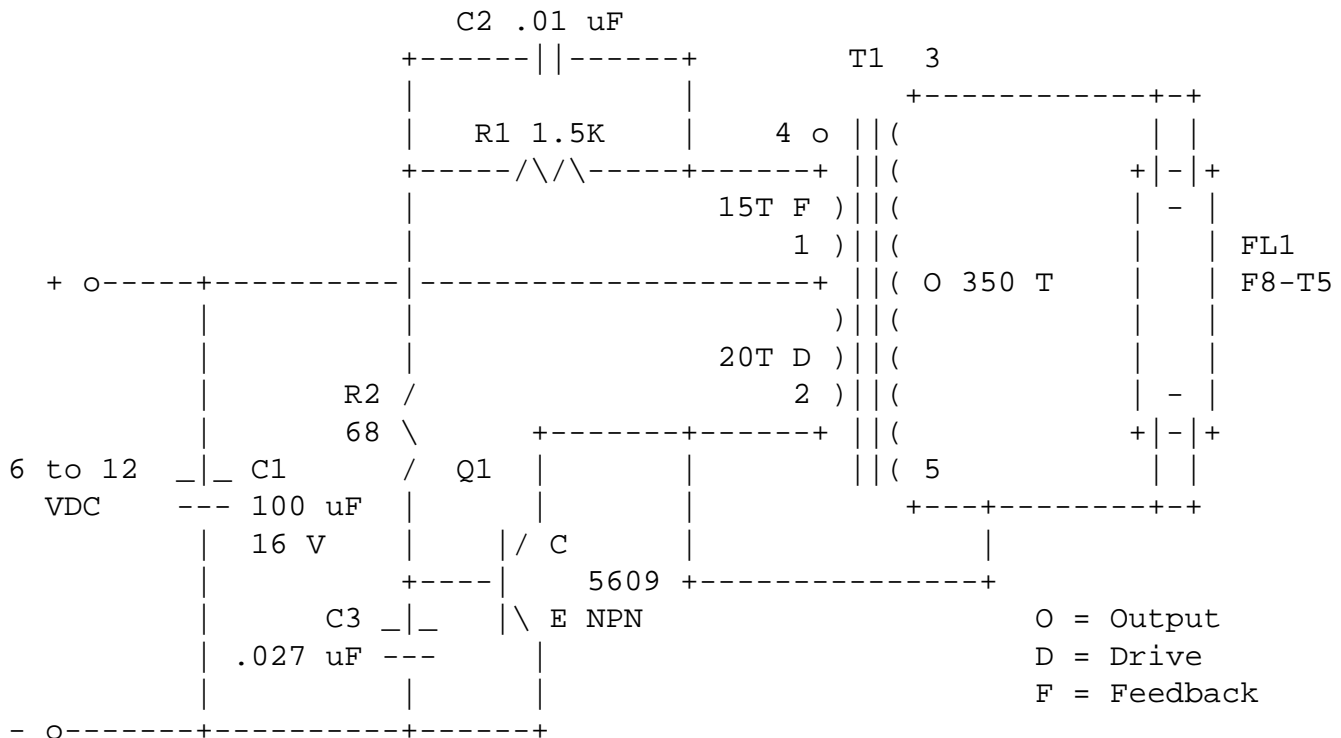 C2 .01 uF
T1 3
R1 1.5K 4 o
15T F
1
FL1
+ o O 350 T F8-T5
20T D
R2 2
68
6 to 12 C1 Q1 5
VDC 100 uF
16 V C
5609
C3 E NPN O = Output
.027 uF D = Drive
F = Feedback
- o